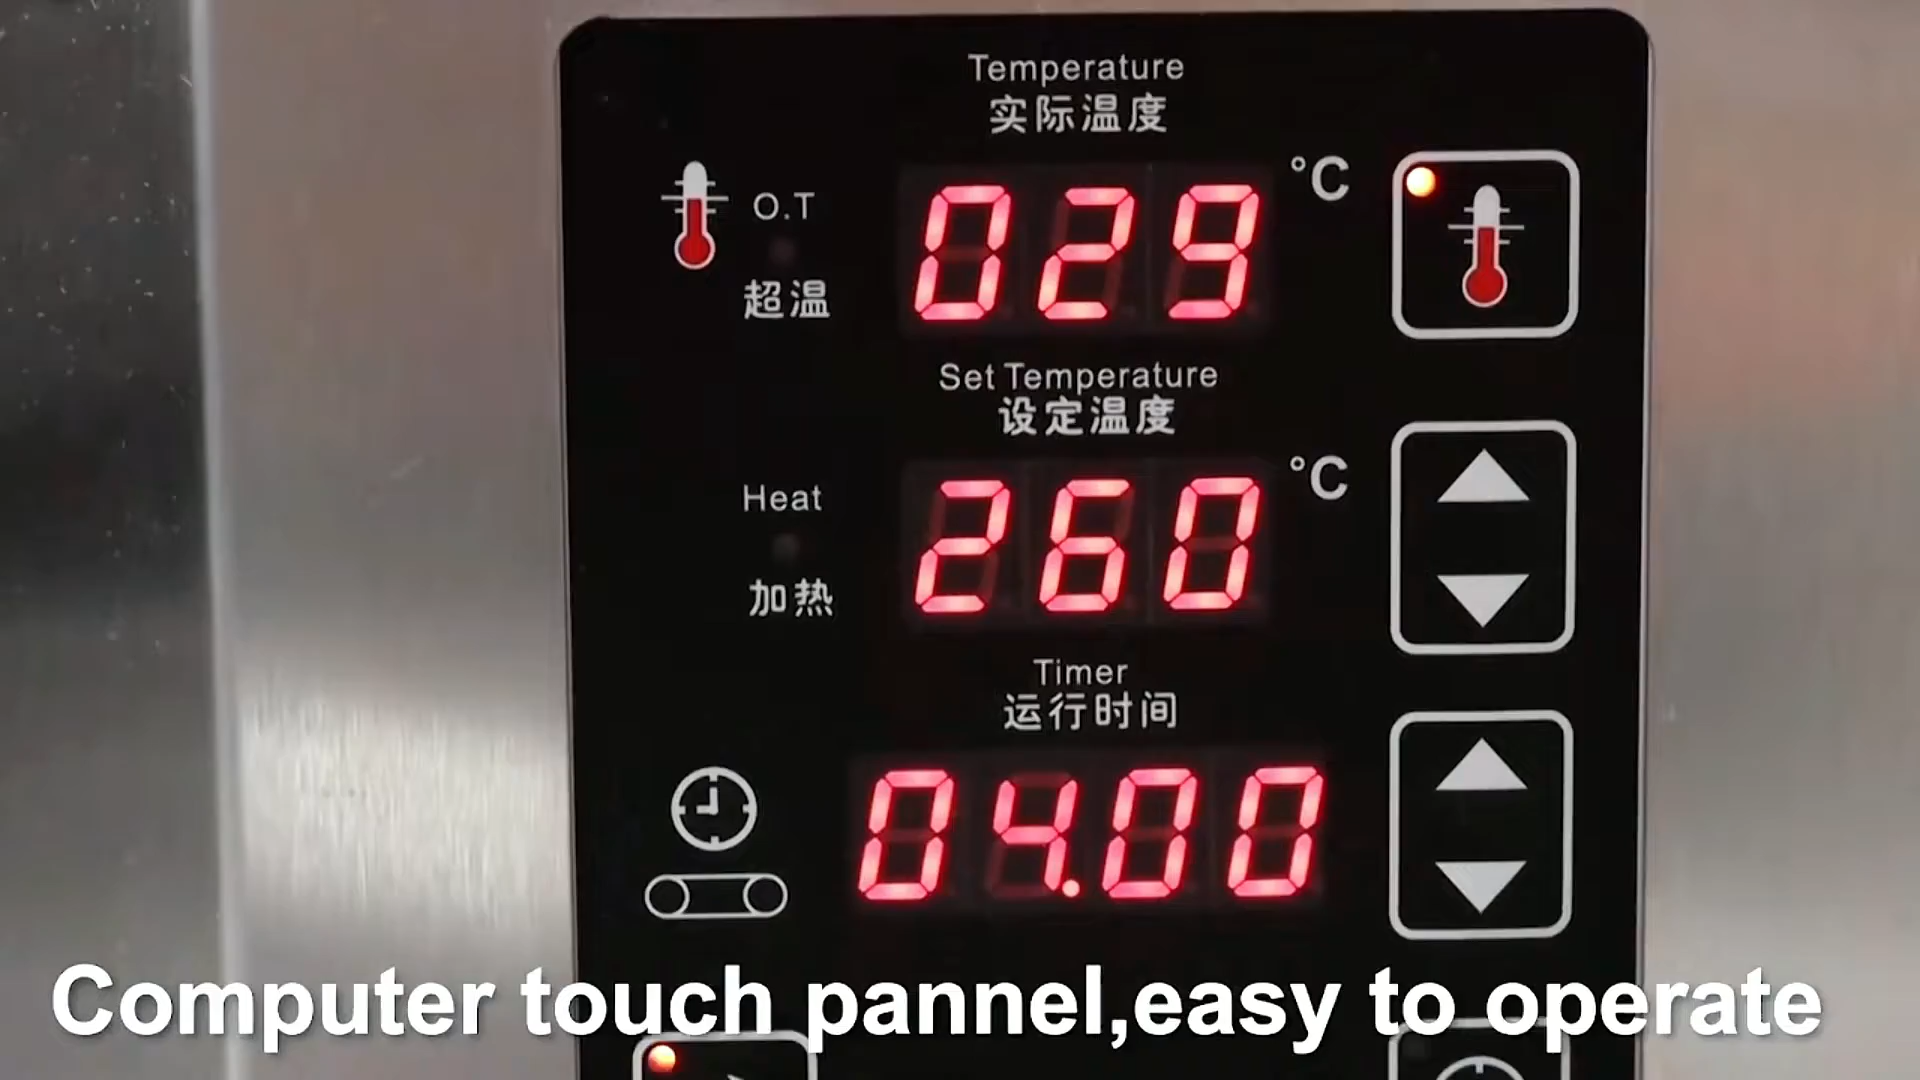 Temperature
实际温度
O.T
超温
029 °C
Set Temperature
设定温度
Heat
加热
260 °C
Timer
运行时间
04.00
Computer touch pannel,easy to operate